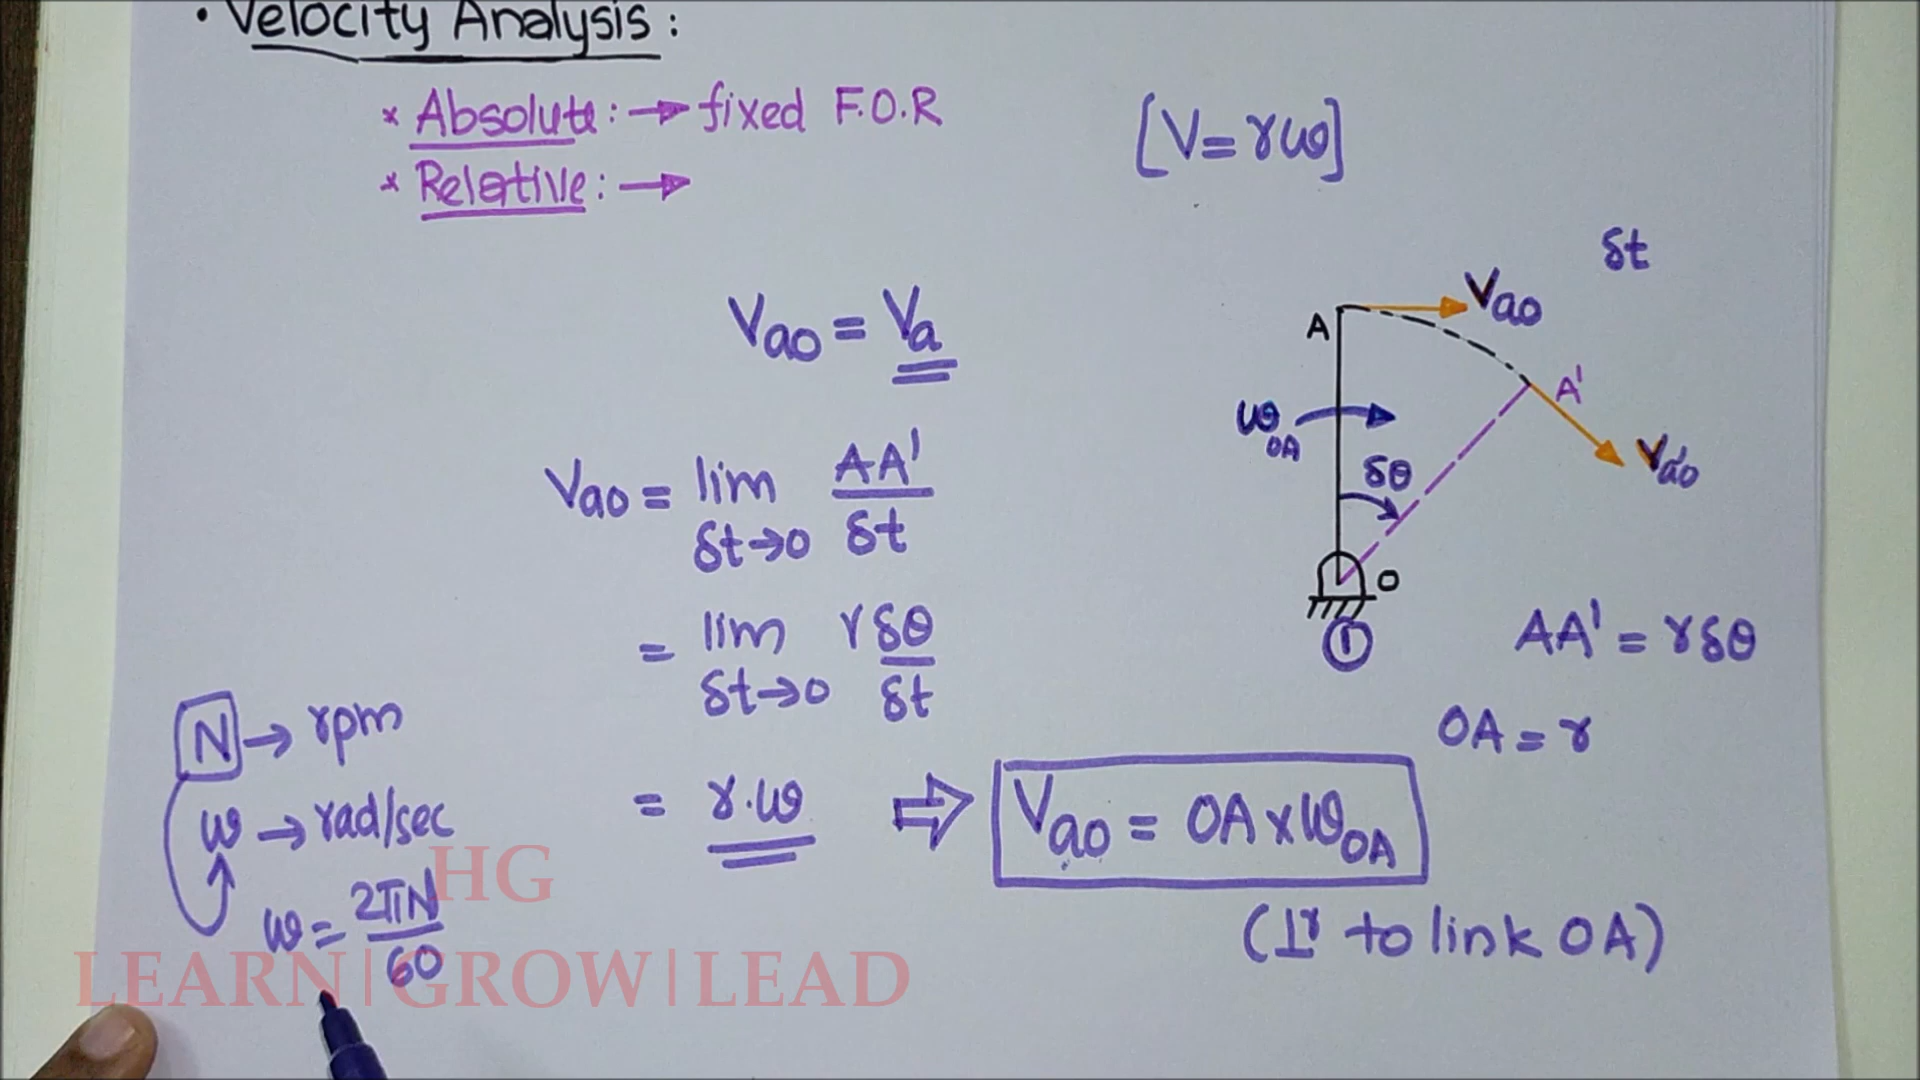 • Velocity Analysis :
* Absolute : → fixed F.O.R
* Relative : →
[V = rω]
δt
Vao = Va
A
Vao
A'
Va'o
ωOA
δθ
O
1
Vao = lim AA'
δt→0 δt
= lim r δθ
δt→0 δt
AA' = rδθ
OA = r
N → rpm
ω → rad/sec
ω = 2πN
60
= r.ω ⇒ Vao = OA × ωOA
(⊥r to link OA)
HG
LEARN|GROW|LEAD